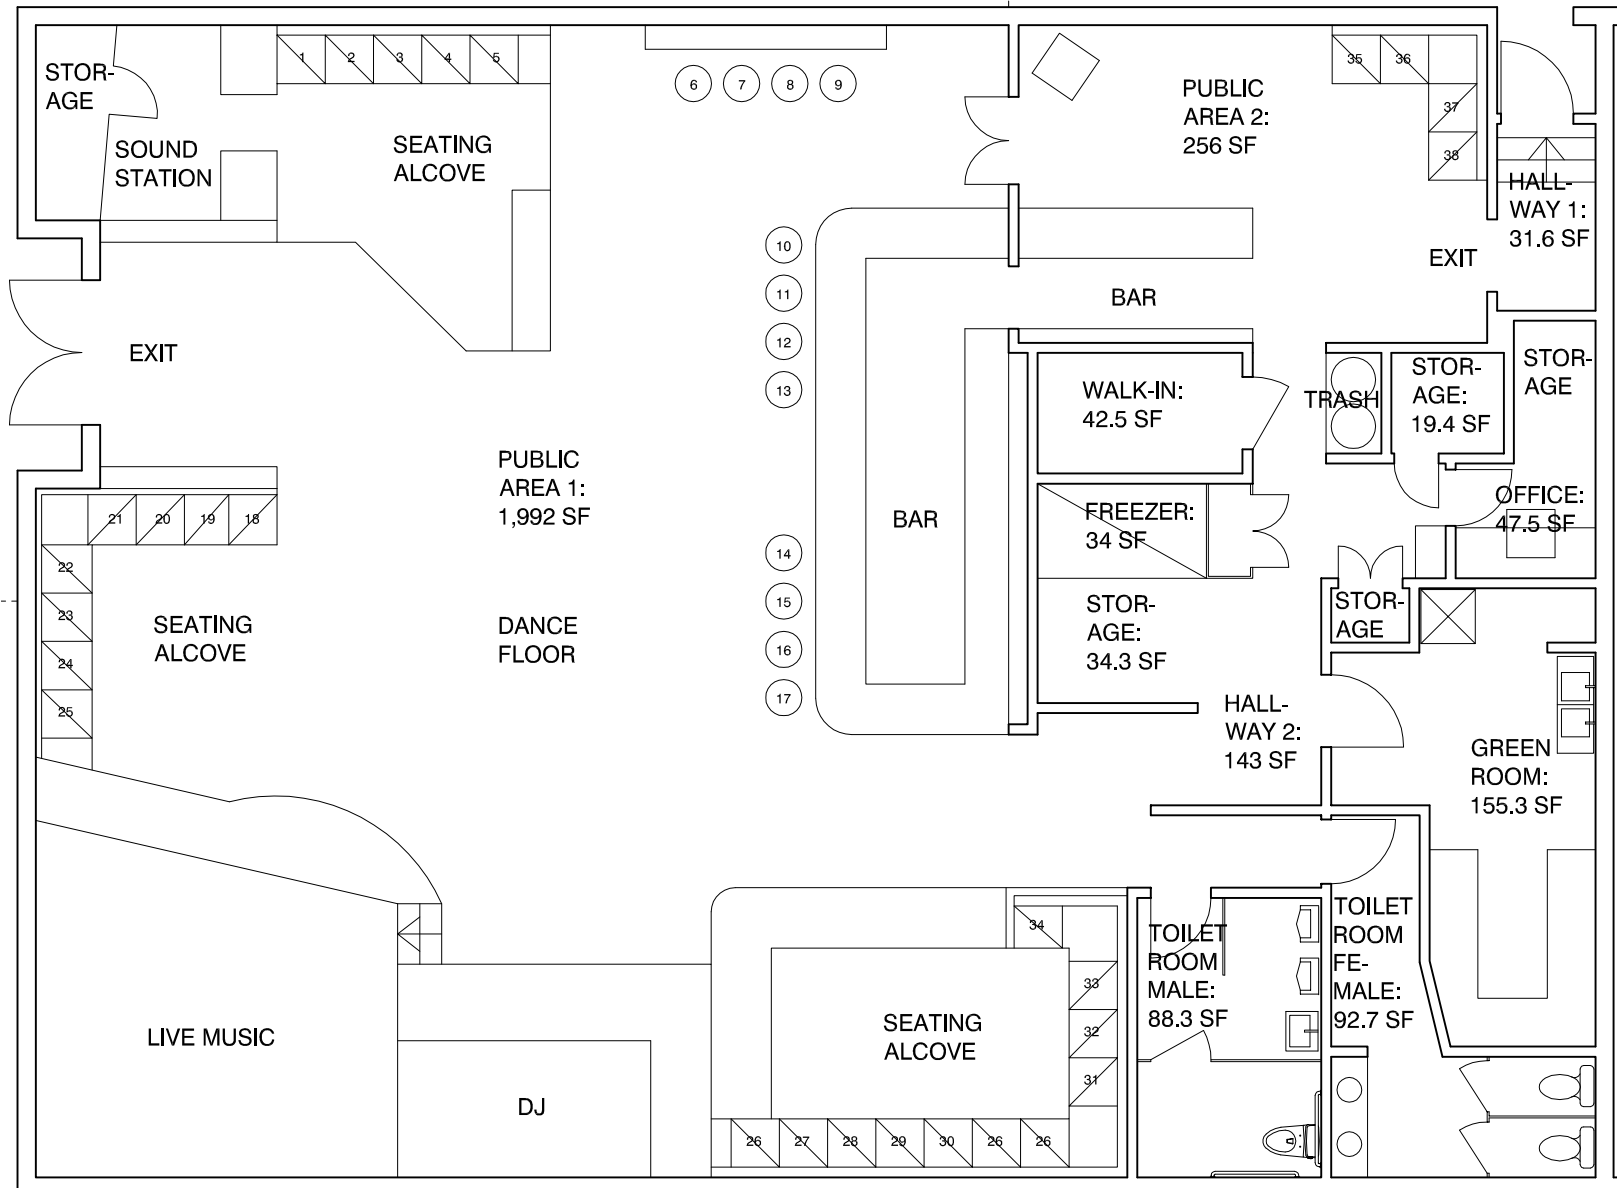 STOR-
AGE
SOUND
STATION
1 2 3 4 5
SEATING
ALCOVE
6 7 8 9
PUBLIC
AREA 2:
256 SF
35 36
37
38
HALL-
WAY 1:
31.6 SF
EXIT
10
11
12
13
BAR
EXIT
WALK-IN:
42.5 SF
TRASH
STOR-
AGE:
19.4 SF
STOR-
AGE
PUBLIC
AREA 1:
1,992 SF
21 20 19 18
22
23
24
25
SEATING
ALCOVE
DANCE
FLOOR
14
15
16
17
BAR
FREEZER:
34 SF
OFFICE:
47.5 SF
STOR-
AGE:
34.3 SF
STOR-
AGE
HALL-
WAY 2:
143 SF
GREEN
ROOM:
155.3 SF
LIVE MUSIC
DJ
SEATING
ALCOVE
34
33
32
31
26 27 28 29 30 26 26
TOILET
ROOM
MALE:
88.3 SF
TOILET
ROOM
FE-
MALE:
92.7 SF